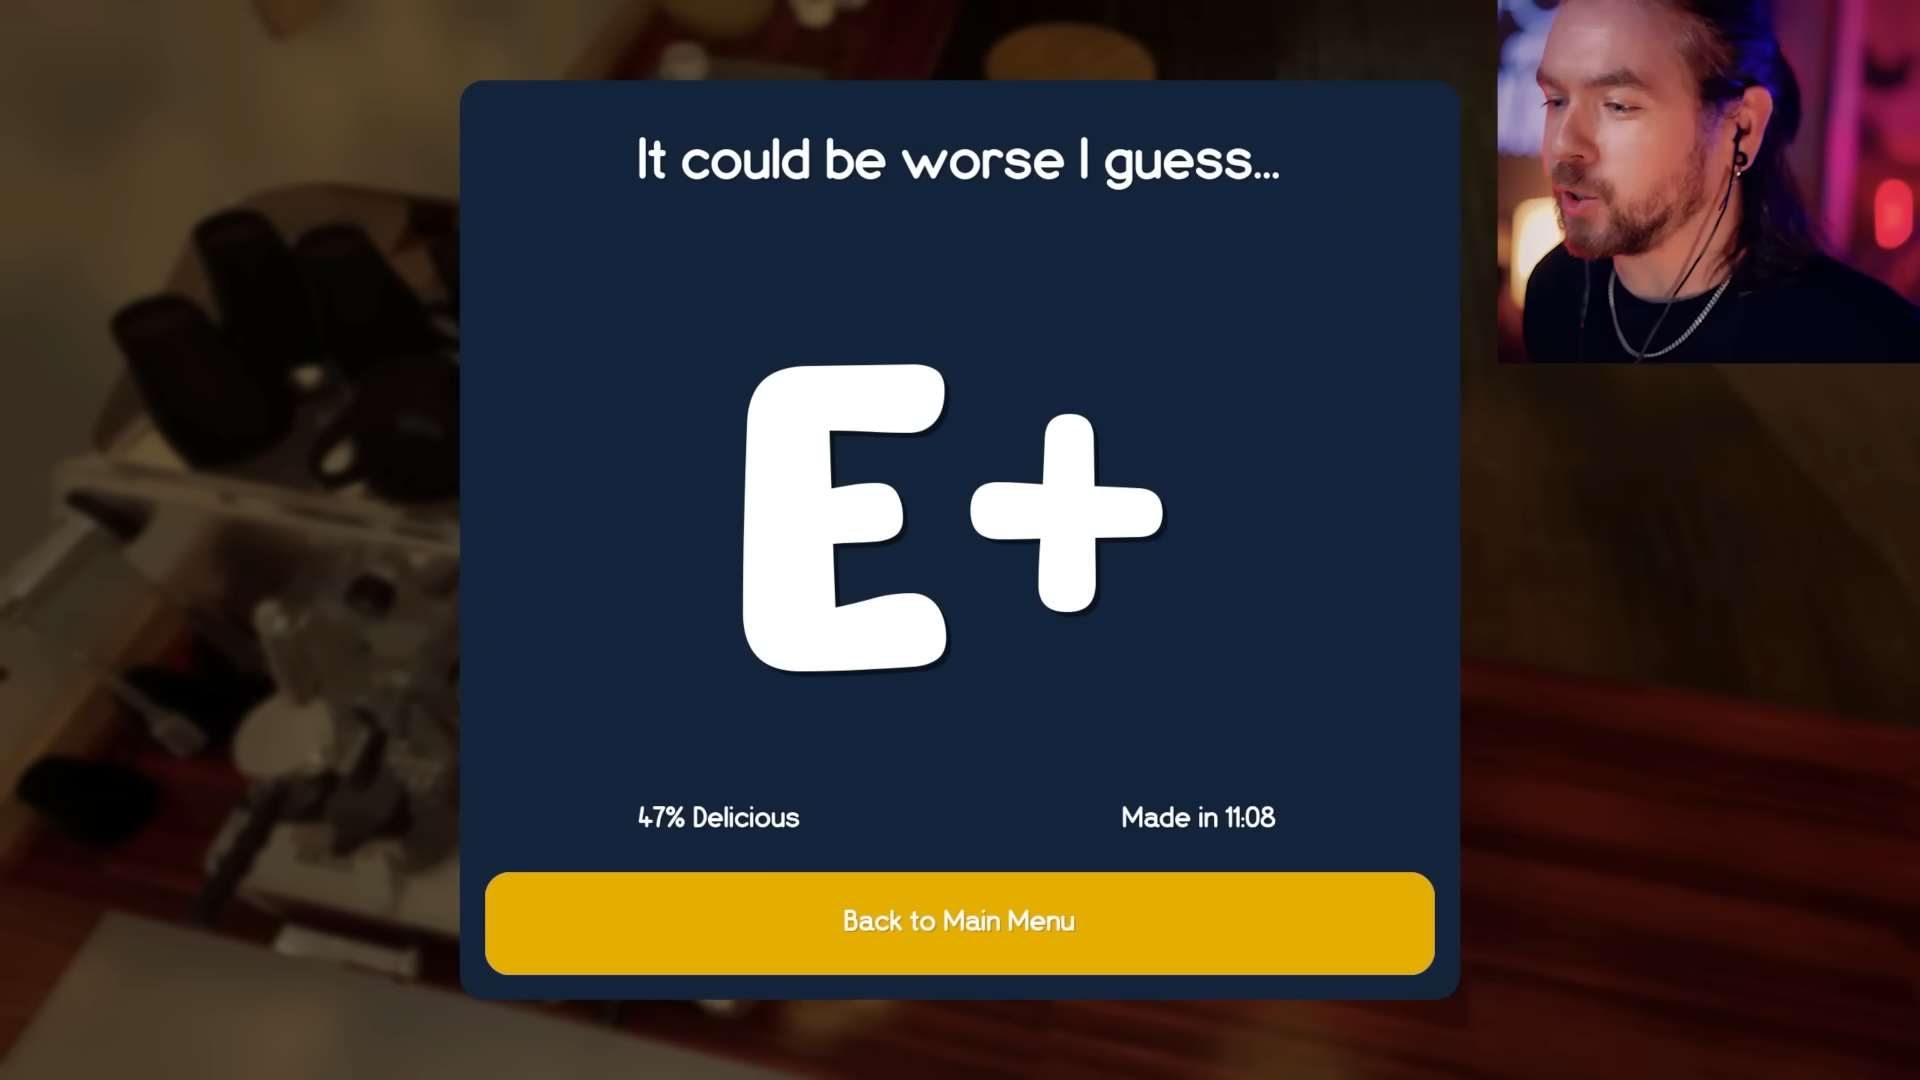 It could be worse I guess...
E+
47% Delicious
Made in 11:08
Back to Main Menu